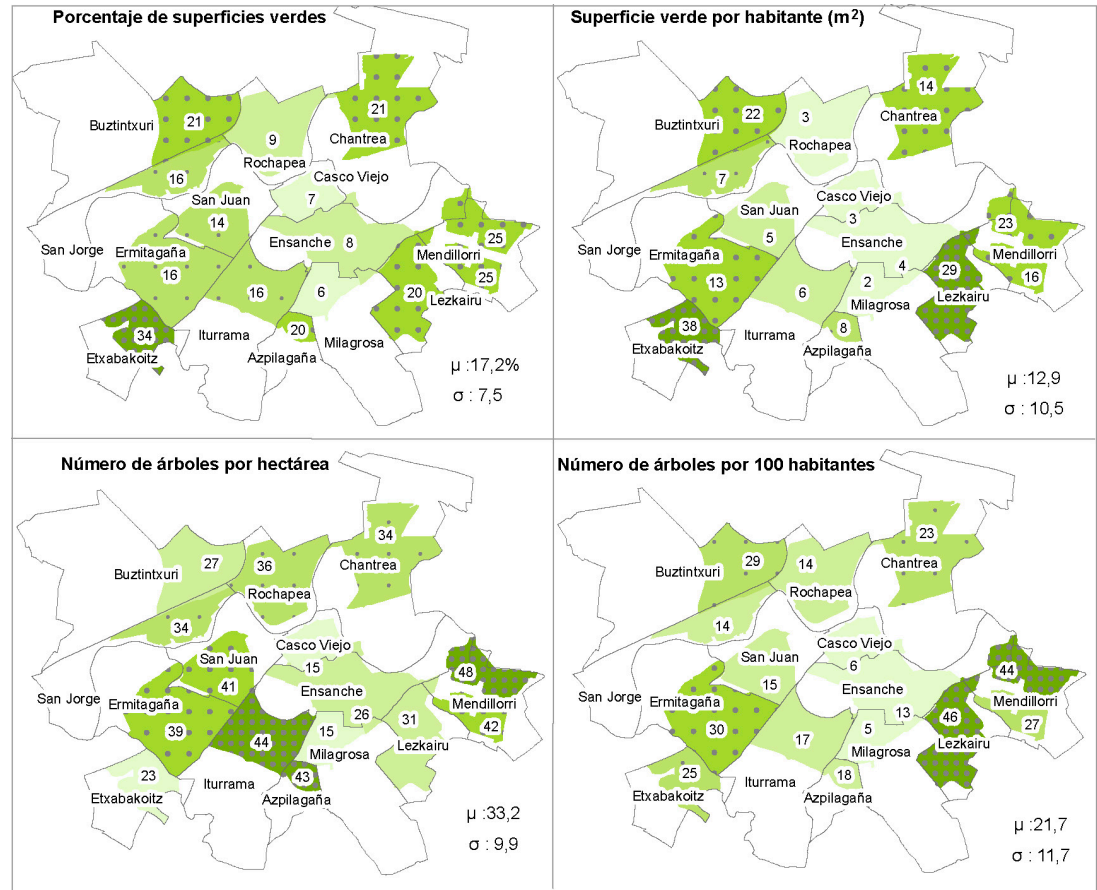 Porcentaje de superficies verdes
21
21
Buztintxuri
9
Chantrea
Rochapea
16
Casco Viejo
San Juan
7
14
San Jorge
Ermitagaña
Ensanche
8
25
Mendillorri
16
25
16
6
20
Lezkairu
34
20
Iturrama
Milagrosa
Etxabakoitz
Azpilagaña
μ :17,2%
σ : 7,5
Superficie verde por habitante (m²)
14
22
3
Chantrea
Buztintxuri
Rochapea
7
Casco Viejo
San Juan
3
23
5
Ensanche
San Jorge
Ermitagaña
Mendillorri
4
29
16
13
2
6
Lezkairu
Milagrosa
38
8
Iturrama
Etxabakoitz
Azpilagaña
μ :12,9
σ : 10,5
Número de árboles por hectárea
34
27
36
Chantrea
Buztintxuri
Rochapea
34
Casco Viejo
San Juan
15
48
41
Ensanche
San Jorge
Ermitagaña
Mendillorri
26
31
42
39
15
44
Lezkairu
Milagrosa
23
43
Iturrama
Etxabakoitz
Azpilagaña
μ :33,2
σ : 9,9
Número de árboles por 100 habitantes
23
29
14
Chantrea
Buztintxuri
Rochapea
14
Casco Viejo
San Juan
6
44
15
Ensanche
San Jorge
Ermitagaña
Mendillorri
13
46
27
30
5
17
Lezkairu
Milagrosa
25
18
Iturrama
Etxabakoitz
Azpilagaña
μ :21,7
σ : 11,7